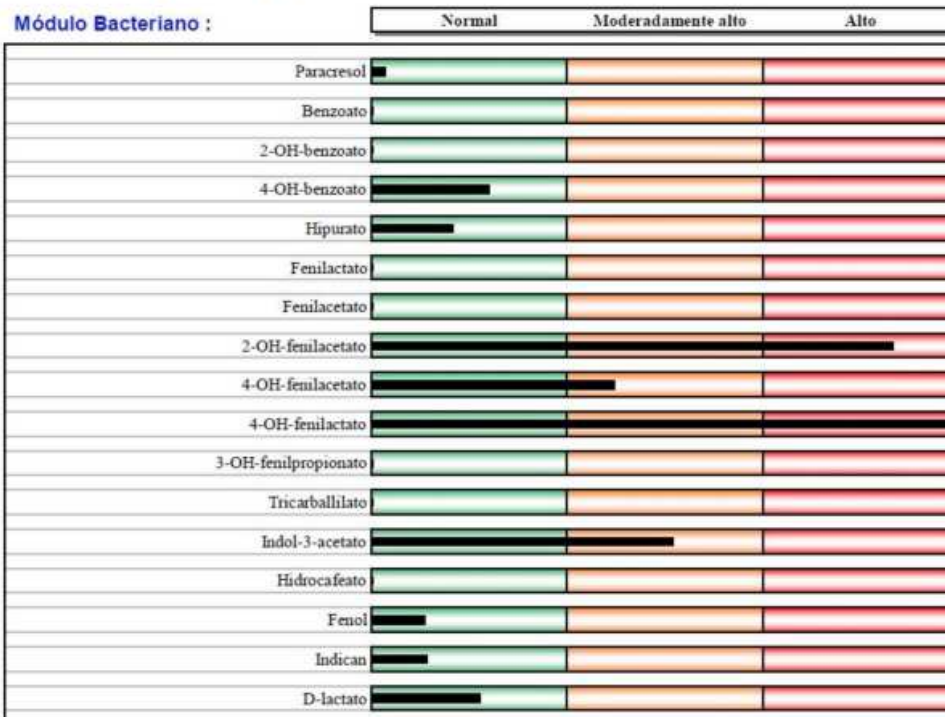 Módulo Bacteriano :
Normal Moderadamente alto Alto
Paracresol
Benzoato
2-OH-benzoato
4-OH-benzoato
Hipurato
Fenilactato
Fenilacetato
2-OH-fenilacetato
4-OH-fenilacetato
4-OH-fenilactato
3-OH-fenilpropionato
Tricarballilato
Indol-3-acetato
Hidrocafeato
Fenol
Indican
D-lactato